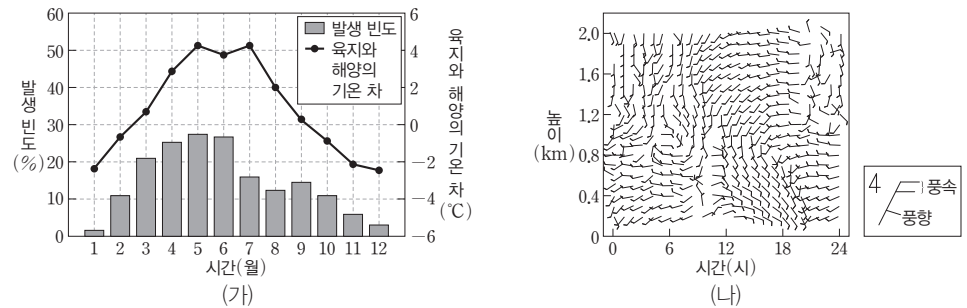 60
50
40
30
20
10
0
발생 빈도
(%)
발생 빈도
육지와
해양의
기온 차
6
4
2
0
−2
−4
−6
육지와 해양의 기온 차
(℃)
1 2 3 4 5 6 7 8 9 10 11 12
시간(월)
(가)
2,0
1,6
1,2
0,8
0,4
0
높이
(km)
0 6 12 18 24
시간(시)
(나)
4
풍속
풍향